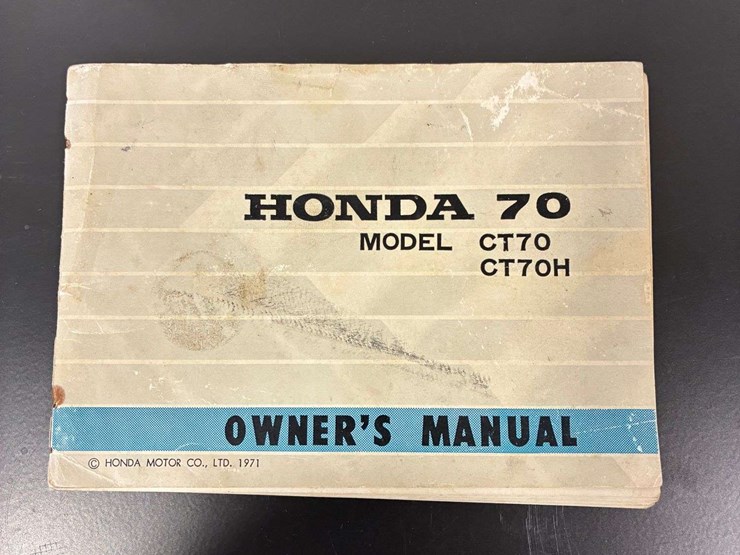 HONDA 70
MODEL CT70
CT70H
OWNER'S MANUAL
© HONDA MOTOR CO., LTD. 1971